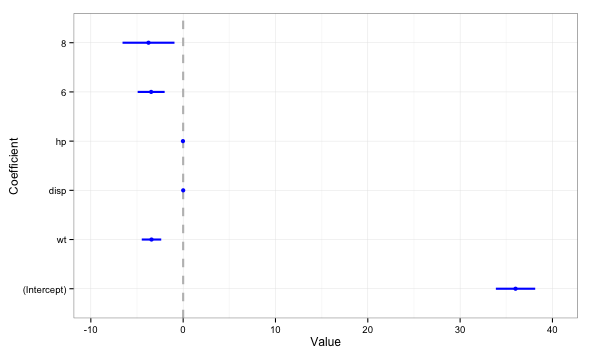 8
6
hp
disp
wt
(Intercept)
Coefficient
-10 0 10 20 30 40
Value